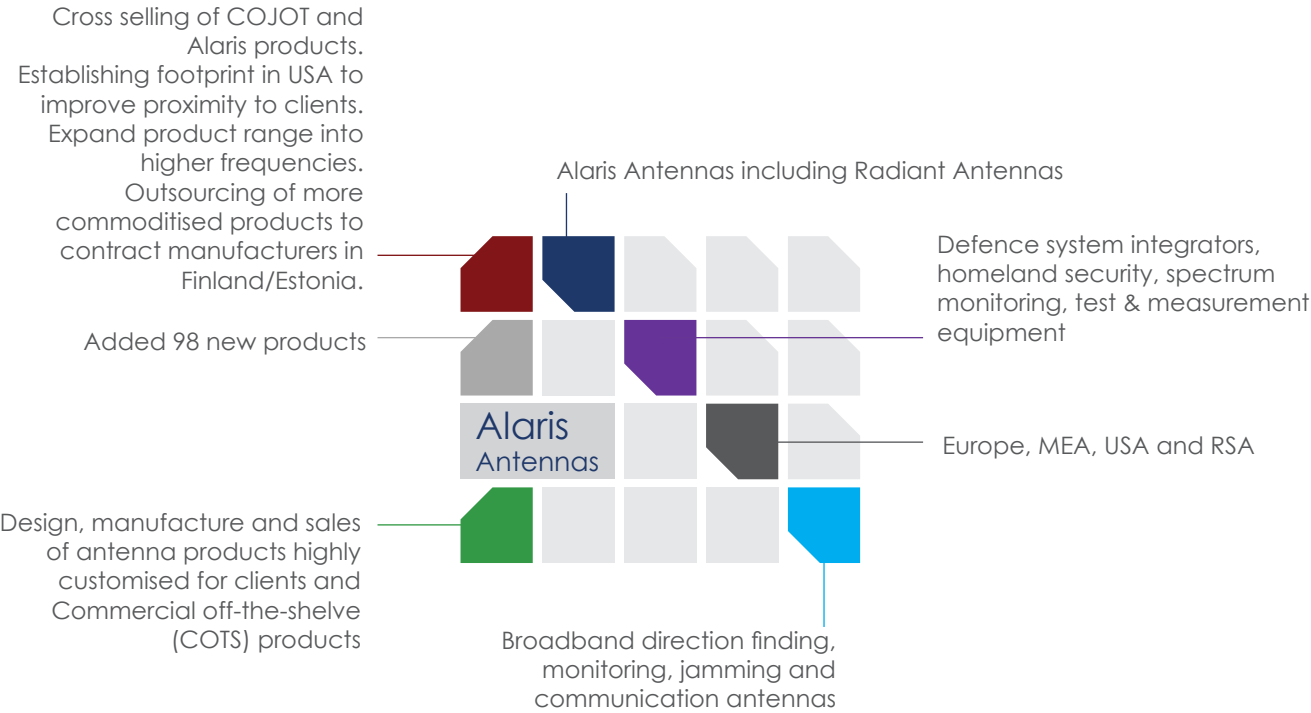 Cross selling of COJOT and
Alaris products.
Establishing footprint in USA to
improve proximity to clients.
Expand product range into
higher frequencies.
Outsourcing of more
commoditised products to
contract manufacturers in
Finland/Estonia.
Alaris Antennas including Radiant Antennas
Defence system integrators,
homeland security, spectrum
monitoring, test & measurement
equipment
Added 98 new products
Alaris
Antennas
Europe, MEA, USA and RSA
Design, manufacture and sales
of antenna products highly
customised for clients and
Commercial off-the-shelve
(COTS) products
Broadband direction finding,
monitoring, jamming and
communication antennas